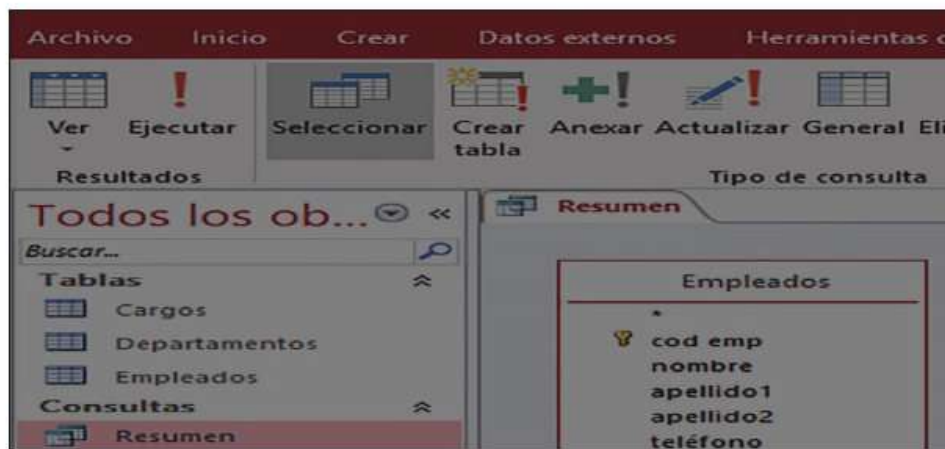 Archivo Inicio Crear Datos externos Herramientas
Ver Ejecutar Seleccionar Crear tabla Anexar Actualizar General
Resultados Tipo de consulta
Todos los ob...
Buscar...
Tablas
Cargos
Departamentos
Empleados
Consultas
Resumen
Resumen
Empleados
*
cod emp
nombre
apellido1
apellido2
teléfono